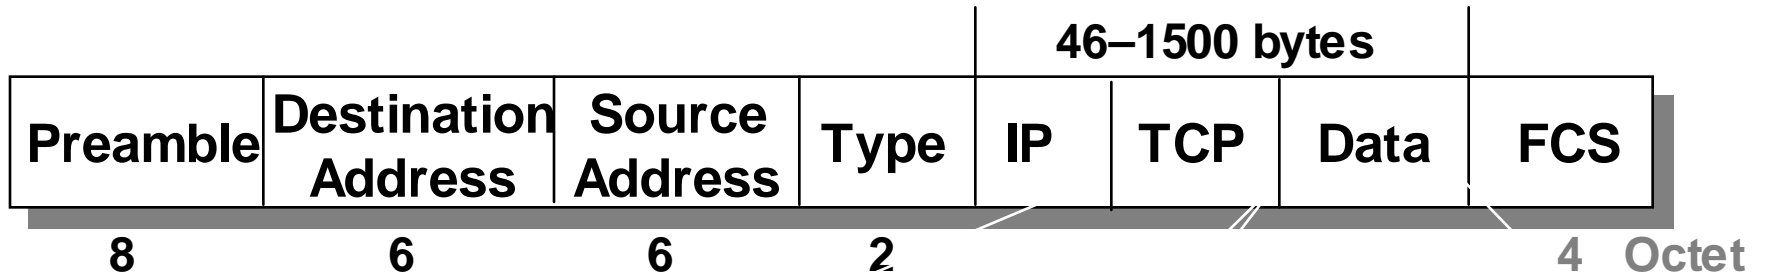 46–1500 bytes
Preamble Destination Address Source Address Type IP TCP Data FCS
8 6 6 2 4 Octet